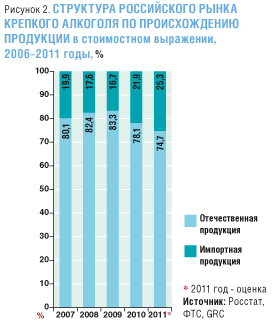 Рисунок 2. СТРУКТУРА РОССИЙСКОГО РЫНКА
КРЕПКОГО АЛКОГОЛЯ ПО ПРОИСХОЖДЕНИЮ
ПРОДУКЦИИ в стоимостном выражении,
2006–2011 годы, %
100
90
80
70
60
50
40
30
20
10
0
19,9
17,6
16,7
21,9
25,3
80,1
82,4
83,3
78,1
74,7
% 2007 2008 2009 2010 2011*
Отечественная
продукция
Импортная
продукция
* 2011 год - оценка
Источник: Росстат,
ФТС, GRC